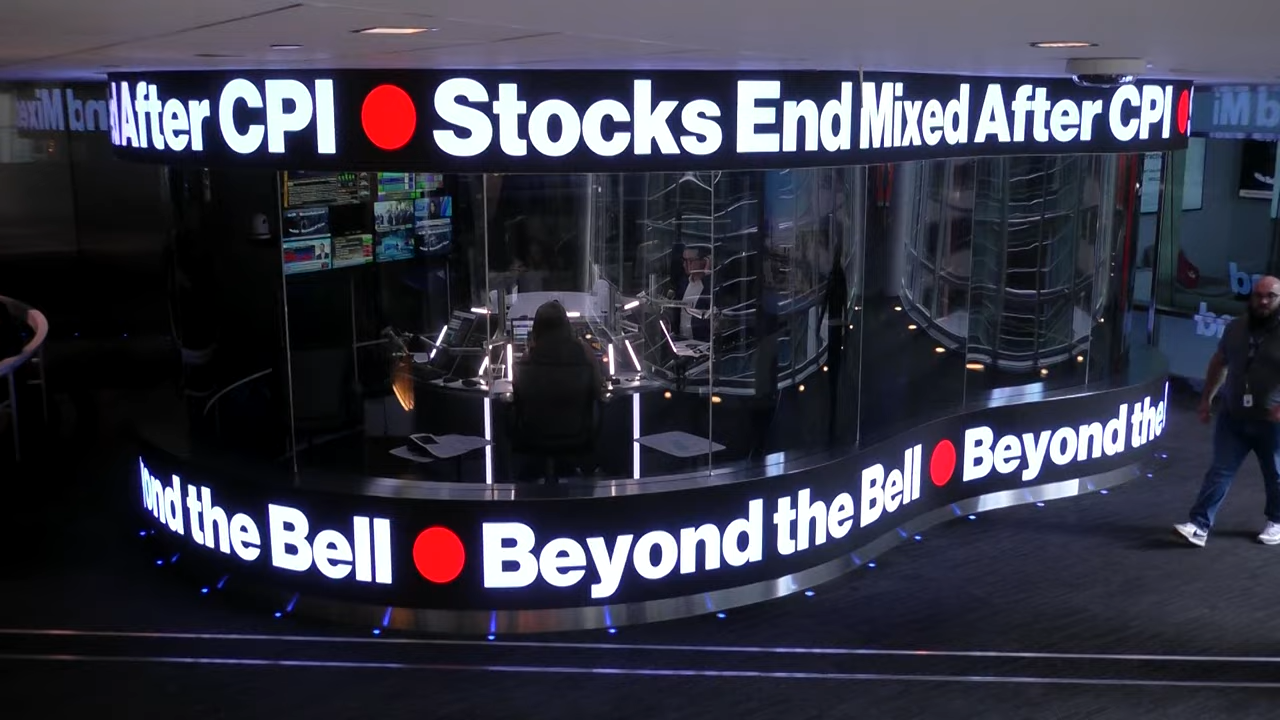 After CPI ● Stocks End Mixed After CPI ●
ond the Bell ● Beyond the Bell ● Beyond the